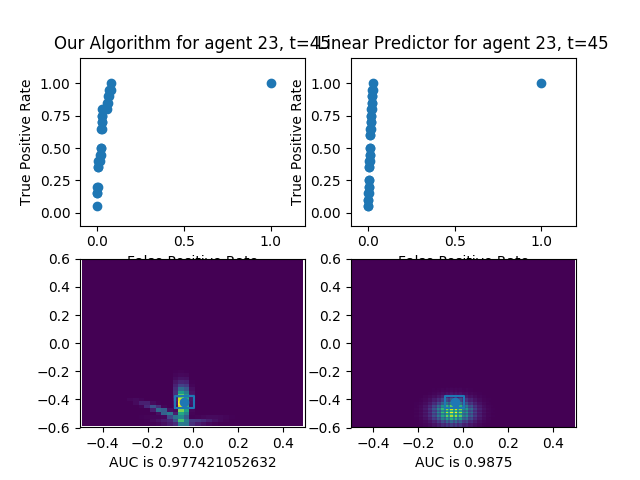 Our Algorithm for agent 23, t=45
Linear Predictor for agent 23, t=45
True Positive Rate
1.00
0.75
0.50
0.25
0.00
0.0 0.5 1.0
False Positive Rate
True Positive Rate
1.00
0.75
0.50
0.25
0.00
0.0 0.5 1.0
False Positive Rate
0.6
0.4
0.2
0.0
−0.2
−0.4
−0.6
−0.4 −0.2 0.0 0.2 0.4
AUC is 0.977421052632
0.6
0.4
0.2
0.0
−0.2
−0.4
−0.6
−0.4 −0.2 0.0 0.2 0.4
AUC is 0.9875